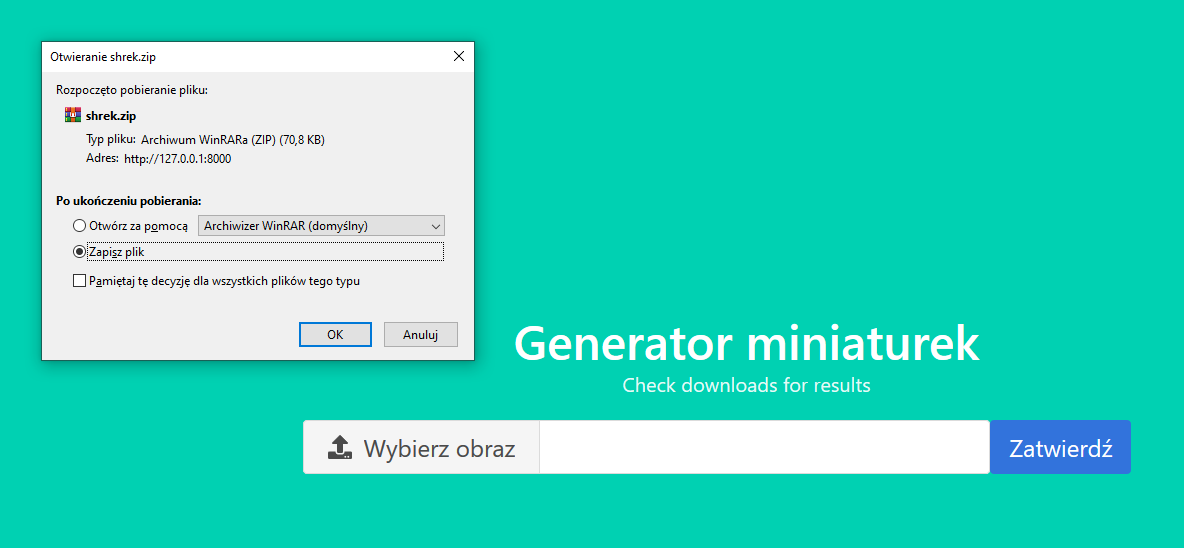 Otwieranie shrek.zip
Rozpoczęto pobieranie pliku:
shrek.zip
Typ pliku: Archiwum WinRARa (ZIP) (70,8 KB)
Adres: http://127.0.0.1:8000
Po ukończeniu pobierania:
Otwórz za pomocą Archiwizer WinRAR (domyślny)
Zapisz plik
Pamiętaj tę decyzję dla wszystkich plików tego typu
OK Anuluj
Generator miniaturek
Check downloads for results
Wybierz obraz Zatwierdź